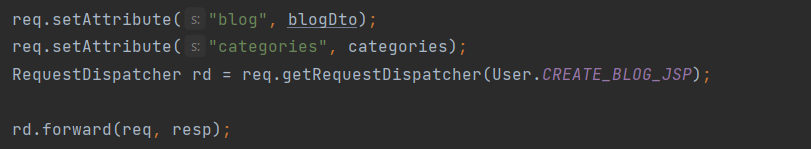 req.setAttribute( s: "blog", blogDto);
req.setAttribute( s: "categories", categories);
RequestDispatcher rd = req.getRequestDispatcher(User.CREATE_BLOG_JSP);
rd.forward(req, resp);